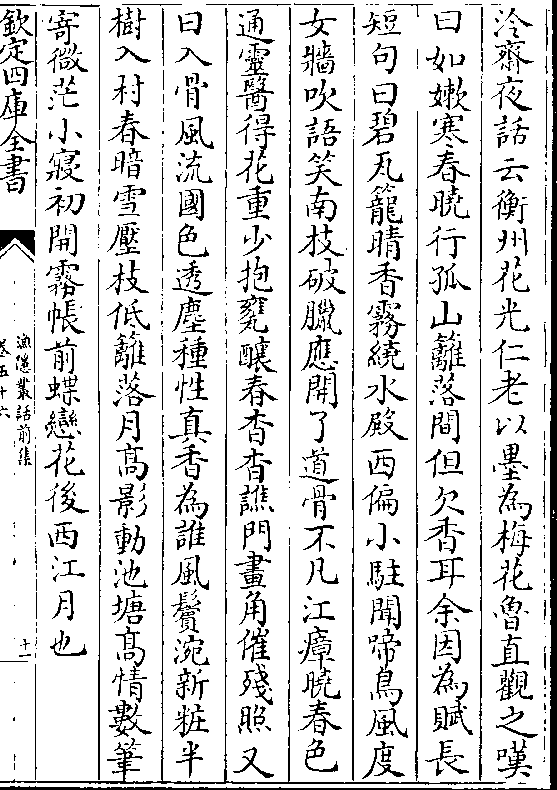 冷齋夜話云衡州花光仁老以墨為梅花魯直觀之嘆
曰如嫩寒春曉行孤山籬落間但欠香耳余因為賦長
短句曰碧瓦籠晴香霧繞水殿西偏小駐聞啼鳥風度
女牆吹語笑南枝破臘應開了道骨不凡江瘴曉春色
通靈醫得花重少抱甕釀春杳杳譙門畫角催殘照又
曰入骨風流國色透塵種性真香為誰風鬢涴新粧半
樹入村春暗雪壓枝低籬落月高影動池塘高情數筆
寄微茫小寢初開霧帳前蝶戀花後西江月也
欽定四庫全書
漁隱叢話前集
卷五十六
十一